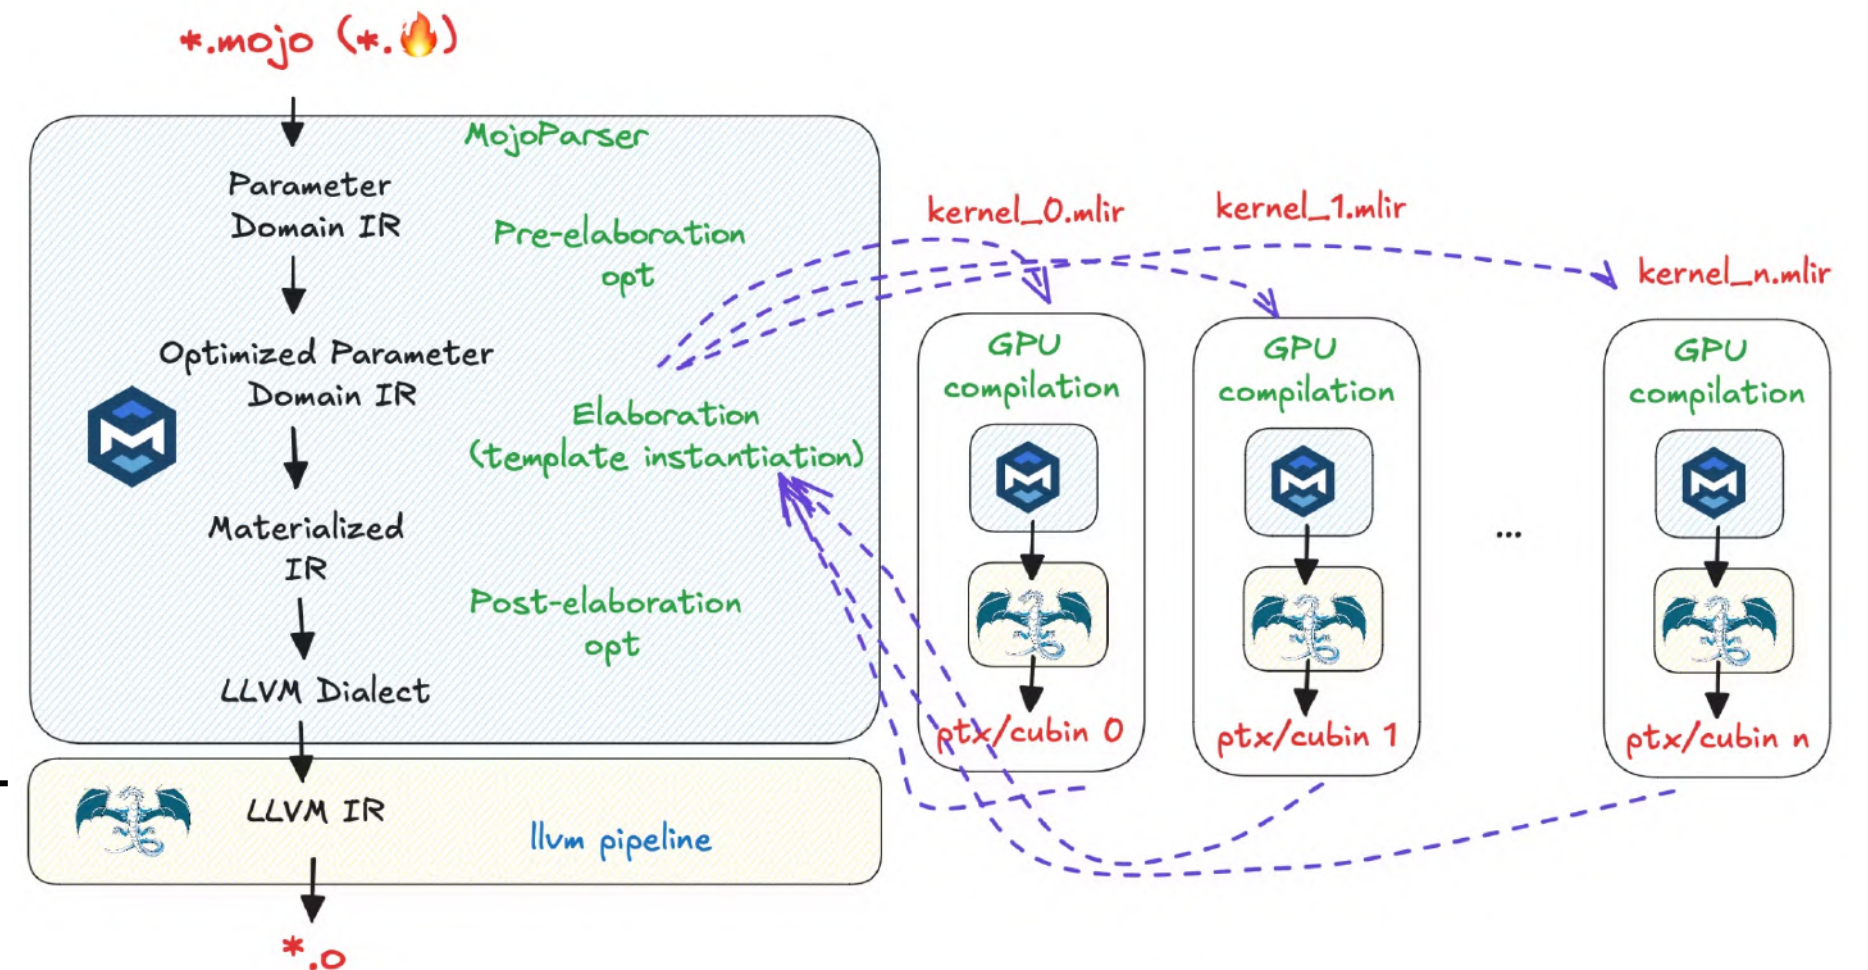 *.mojo (*.🔥)
MojoParser
Parameter
Domain IR
Pre-elaboration
opt
Optimized Parameter
Domain IR
Elaboration
(template instantiation)
Materialized
IR
Post-elaboration
opt
LLVM Dialect
LLVM IR
llvm pipeline
*.o
kernel_0.mlir
GPU
compilation
ptx/cubin 0
kernel_1.mlir
GPU
compilation
ptx/cubin 1
...
kernel_n.mlir
GPU
compilation
ptx/cubin n